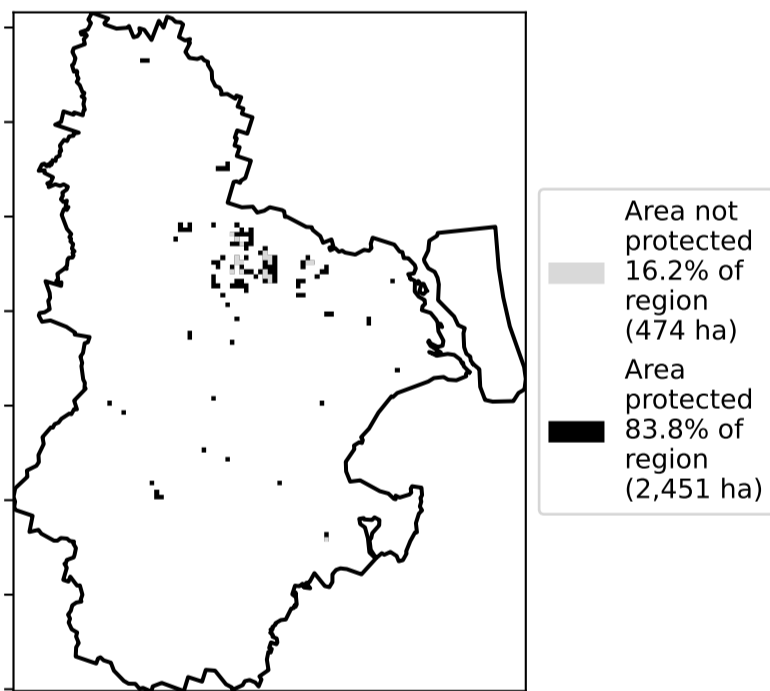 Area not
protected
16.2% of
region
(474 ha)
Area
protected
83.8% of
region
(2,451 ha)